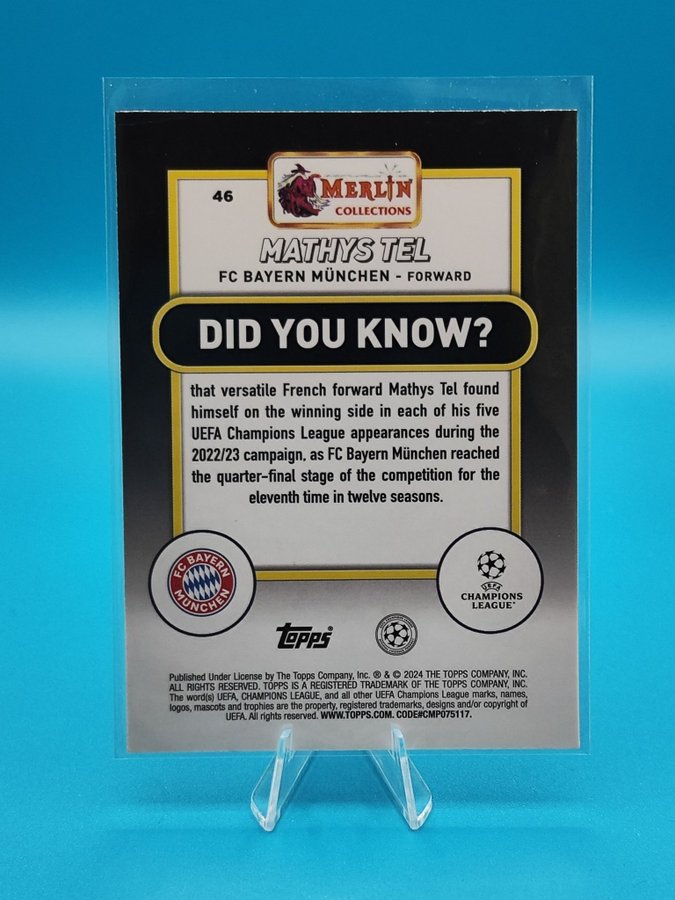 46
MERLIN
COLLECTIONS
MATHYS TEL
FC BAYERN MÜNCHEN - FORWARD
DID YOU KNOW?
that versatile French forward Mathys Tel found
himself on the winning side in each of his five
UEFA Champions League appearances during the
2022/23 campaign, as FC Bayern München reached
the quarter-final stage of the competition for the
eleventh time in twelve seasons.
FC BAYERN
MÜNCHEN
UEFA
CHAMPIONS
LEAGUE®
topps®
Published Under License by The Topps Company, Inc. ® & © 2024 THE TOPPS COMPANY, INC.
ALL RIGHTS RESERVED. TOPPS IS A REGISTERED TRADEMARK OF THE TOPPS COMPANY, INC.
The word(s) UEFA, CHAMPIONS LEAGUE, and all other UEFA Champions League marks, names,
logos, mascots and trophies are the property, registered trademarks, designs and/or copyright of
UEFA. All rights reserved. WWW.TOPPS.COM. CODE#CMP075117.